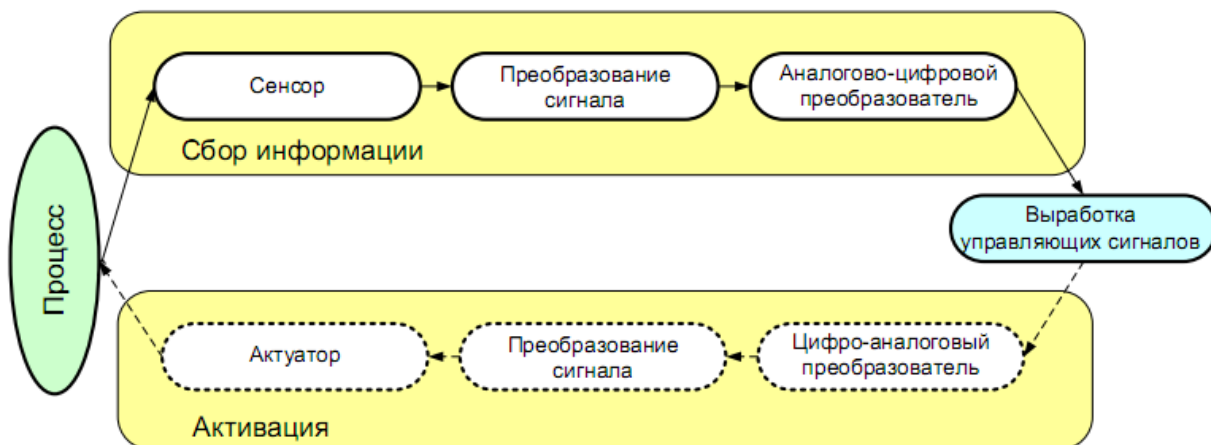 Сенсор
Преобразование
сигнала
Аналогово-цифровой
преобразователь
Сбор информации
Процесс
Выработка
управляющих сигналов
Актуатор
Преобразование
сигнала
Цифро-аналоговый
преобразователь
Активация